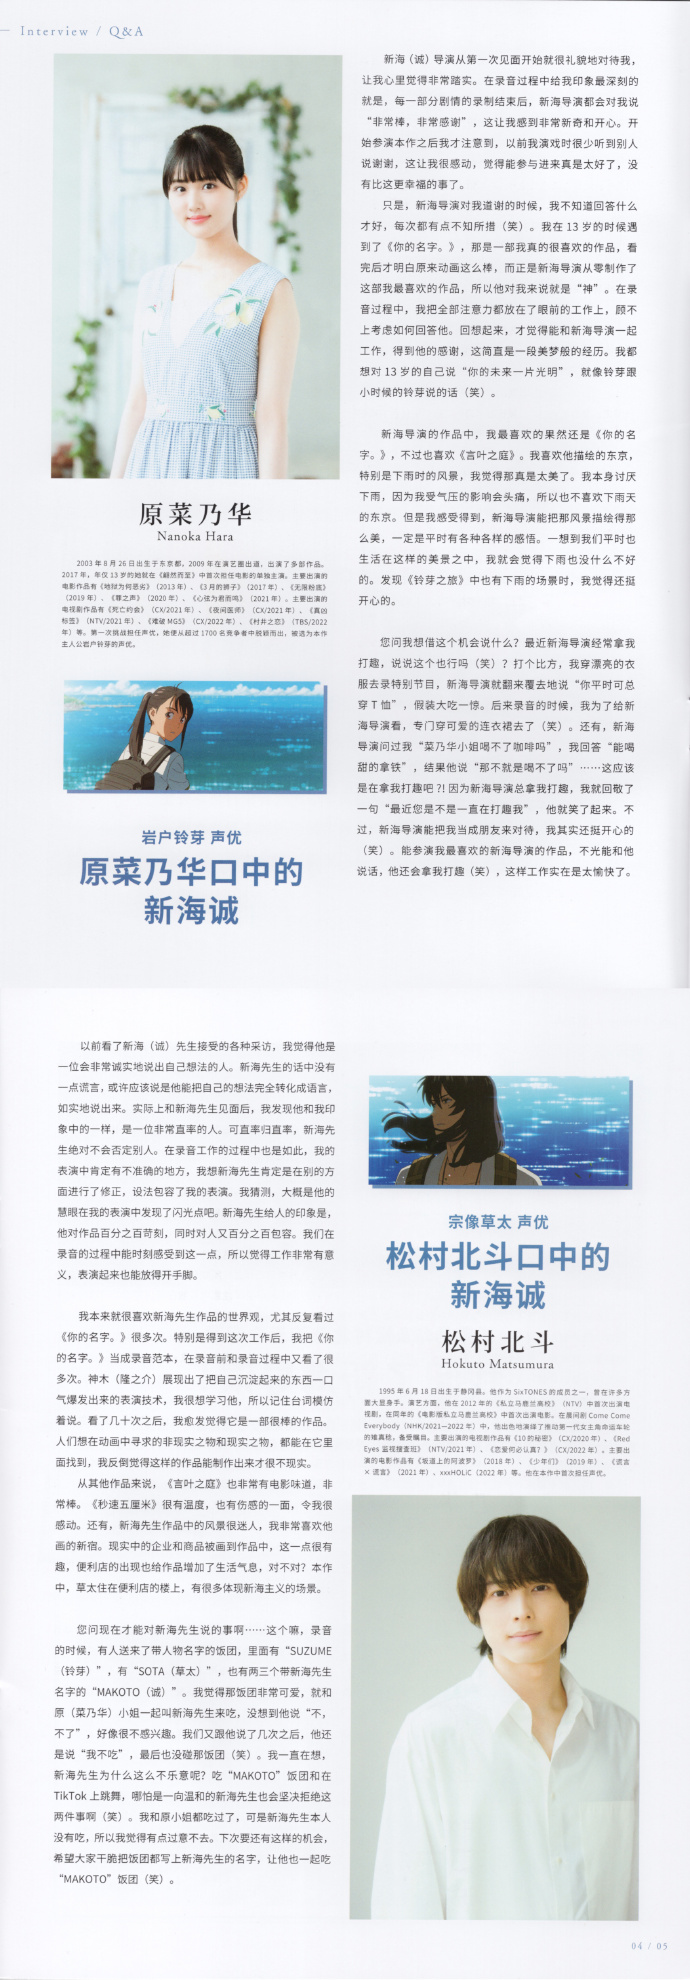 Interview / Q&A
原菜乃华
Nanoka Hara
2003 年 8 月 26 日出生于东京都。2009 年在演艺圈出道，出演了多部作品。
2017 年，年仅 13 岁的她就在《翩然而至》中首次担任电影的单独主演。主要出演的
电影作品有《地狱为何恶劣》（2013 年）、《3月的狮子》（2017 年）、《无限粉底》
（2019 年）、《罪之声》（2020 年）、《心弦为君而鸣》（2021 年）。主要出演的
电视剧作品有《死亡约会》（CX/2021 年）、《夜间医师》（CX/2021 年）、《真凶
标签》（NTV/2021 年）、《难破 MG5》（CX/2022 年）、《村井之恋》（TBS/2022
年）等。第一次挑战担任声优，她便从超过 1700 名竞争者中脱颖而出，被选为本作
主人公岩户铃芽的声优。
岩户铃芽 声优
原菜乃华口中的
新海诚
新海（诚）导演从第一次见面开始就很礼貌地对待我，
让我心里觉得非常踏实。在录音过程中给我印象最深刻的
就是，每一部分剧情的录制结束后，新海导演都会对我说
“非常棒，非常感谢”，这让我感到非常新奇和开心。开
始参演本作之后我才注意到，以前我演戏时很少听到别人
说谢谢，这让我很感动，觉得能参与进来真是太好了，没
有比这更幸福的事了。
只是，新海导演对我道谢的时候，我不知道回答什么
才好，每次都有点不知所措（笑）。我在 13 岁的时候遇
到了《你的名字。》，那是一部我真的很喜欢的作品，看
完后才明白原来动画这么棒，而正是新海导演从零制作了
这部我最喜欢的作品，所以他对我来说就是“神”。在录
音过程中，我把全部注意力都放在了眼前的工作上，顾不
上考虑如何回答他。回想起来，才觉得能和新海导演一起
工作，得到他的感谢，这简直是一段美梦般的经历。我都
想对 13 岁的自己说“你的未来一片光明”，就像铃芽跟
小时候的铃芽说的话（笑）。
新海导演的作品中，我最喜欢的果然还是《你的名
字。》，不过也喜欢《言叶之庭》。我喜欢他描绘的东京，
特别是下雨时的风景，我觉得那真是太美了。我本身讨厌
下雨，因为我受气压的影响会头痛，所以也不喜欢下雨天
的东京。但是我感受得到，新海导演能把那风景描绘得那
么美，一定是平时有各种各样的感悟。一想到我们平时也
生活在这样的美景之中，我就会觉得下雨也没什么不好
的。发现《铃芽之旅》中也有下雨的场景时，我觉得还挺
开心的。
您问我想借这个机会说什么？最近新海导演经常拿我
打趣，说说这个也行吗（笑）？打个比方，我穿漂亮的衣
服去录特别节目，新海导演就翻来覆去地说“你平时可总
穿 T 恤”，假装大吃一惊。后来录音的时候，我为了给新
海导演看，专门穿可爱的连衣裙去了（笑）。还有，新海
导演问过我“菜乃华小姐喝不了咖啡吗”，我回答“能喝
甜的拿铁”，结果他说“那不就是喝不了吗”……这应该
是在拿我打趣吧 ?! 因为新海导演总拿我打趣，我就回敬了
一句“最近您是不是一直在打趣我”，他就笑了起来。不
过，新海导演能把我当成朋友来对待，我其实还挺开心的
（笑）。能参演我最喜欢的新海导演的作品，不光能和他
说话，他还会拿我打趣（笑），这样工作实在是太愉快了。
以前看了新海（诚）先生接受的各种采访，我觉得他是
一位会非常诚实地说出自己想法的人。新海先生的话中没有
一点谎言，或许应该说是他能把自己的想法完全转化成语言，
如实地说出来。实际上和新海先生见面后，我发现他和我印
象中的一样，是一位非常直率的人。可直率归直率，新海先
生绝对不会否定别人。在录音工作的过程中也是如此，我的
表演中肯定有不准确的地方，我想新海先生肯定是在别的方
面进行了修正，设法包容了我的表演。我猜测，大概是他的
慧眼在我的表演中发现了闪光点吧。新海先生给人的印象是，
他对作品百分之百苛刻，同时对人又百分之百包容。我们在
录音的过程中能时刻感受到这一点，所以觉得工作非常有意
义，表演起来也能放得开手脚。
我本来就很喜欢新海先生作品的世界观，尤其反复看过
《你的名字。》很多次。特别是得到这次工作后，我把《你
的名字。》当成录音范本，在录音前和录音过程中又看了很
多次。神木（隆之介）展现出了把自己沉淀起来的东西一口
气爆发出来的表演技术，我很想学习他，所以站在台词模仿
着说。看了几十次之后，我愈发觉得它是一部很棒的作品。
人们想在动画中寻求的非现实之物和现实之物，都能在它里
面找到，我反倒觉得这样的作品能制作出来才很不现实。
从其他作品来说，《言叶之庭》也非常有电影味道，非
常棒。《秒速五厘米》很有温度，也有伤感的一面，令我很
感动。还有，新海先生作品中的风景很迷人，我非常喜欢他
画的新宿。现实中的企业和商品被画到作品中，这一点很有
趣，便利店的出现也给作品增加了生活气息，对不对？本作
中，草太住在便利店的楼上，有很多体现新海主义的场景。
您问现在才能对新海先生说的事啊……这个嘛，录音
的时候，有人送来了带人物名字的饭团，里面有“SUZUME
（铃芽）”，有“SOTA（草太）”，也有两三个带新海先生
名字的“MAKOTO（诚）”。我觉得那饭团非常可爱，就和
原（菜乃华）小姐一起叫新海先生来吃，没想到他说“不，
不了”，好像很不感兴趣。我们又跟他说了几次之后，他还
是说“我不吃”，最后也没碰那饭团（笑）。我一直在想，
新海先生为什么这么不乐意呢？吃“MAKOTO”饭团和在
TikTok 上跳舞，哪怕是一向温和的新海先生也会坚决拒绝这
两件事啊（笑）。我和原小姐都吃过了，可是新海先生本人
没有吃，所以我觉得有点过意不去。下次要还有这样的机会，
希望大家干脆把饭团都写上新海先生的名字，让他也一起吃
“MAKOTO”饭团（笑）。
宗像草太 声优
松村北斗口中的
新海诚
松村北斗
Hokuto Matsumura
1995 年 6 月 18 日出生于静冈县。他作为 SixTONES 的成员之一，曾在许多方
面大显身手。演艺方面，他在 2012 年的《私立马鹿兰高校》（NTV）中首次出演电
视剧，在同年的《电影版私立马鹿兰高校》中首次出演电影。在晨间剧 Come Come
Everybody（NHK/2021—2022 年）中，他出色地演绎了推动第一代女主角命运车轮
的雉真稔，备受瞩目。主要出演的电视剧作品有《10 的秘密》（CX/2020 年）、《Red
Eyes 监视搜查班》（NTV/2021 年）、《恋爱何必认真？》（CX/2022 年）。主要出
演的电影作品有《坡道上的阿波罗》（2018 年）、《少年们》（2019 年）、《谎言
× 谎言》（2021 年）、xxxHOLiC（2022 年）等。他在本作中首次担任声优。
04 / 05